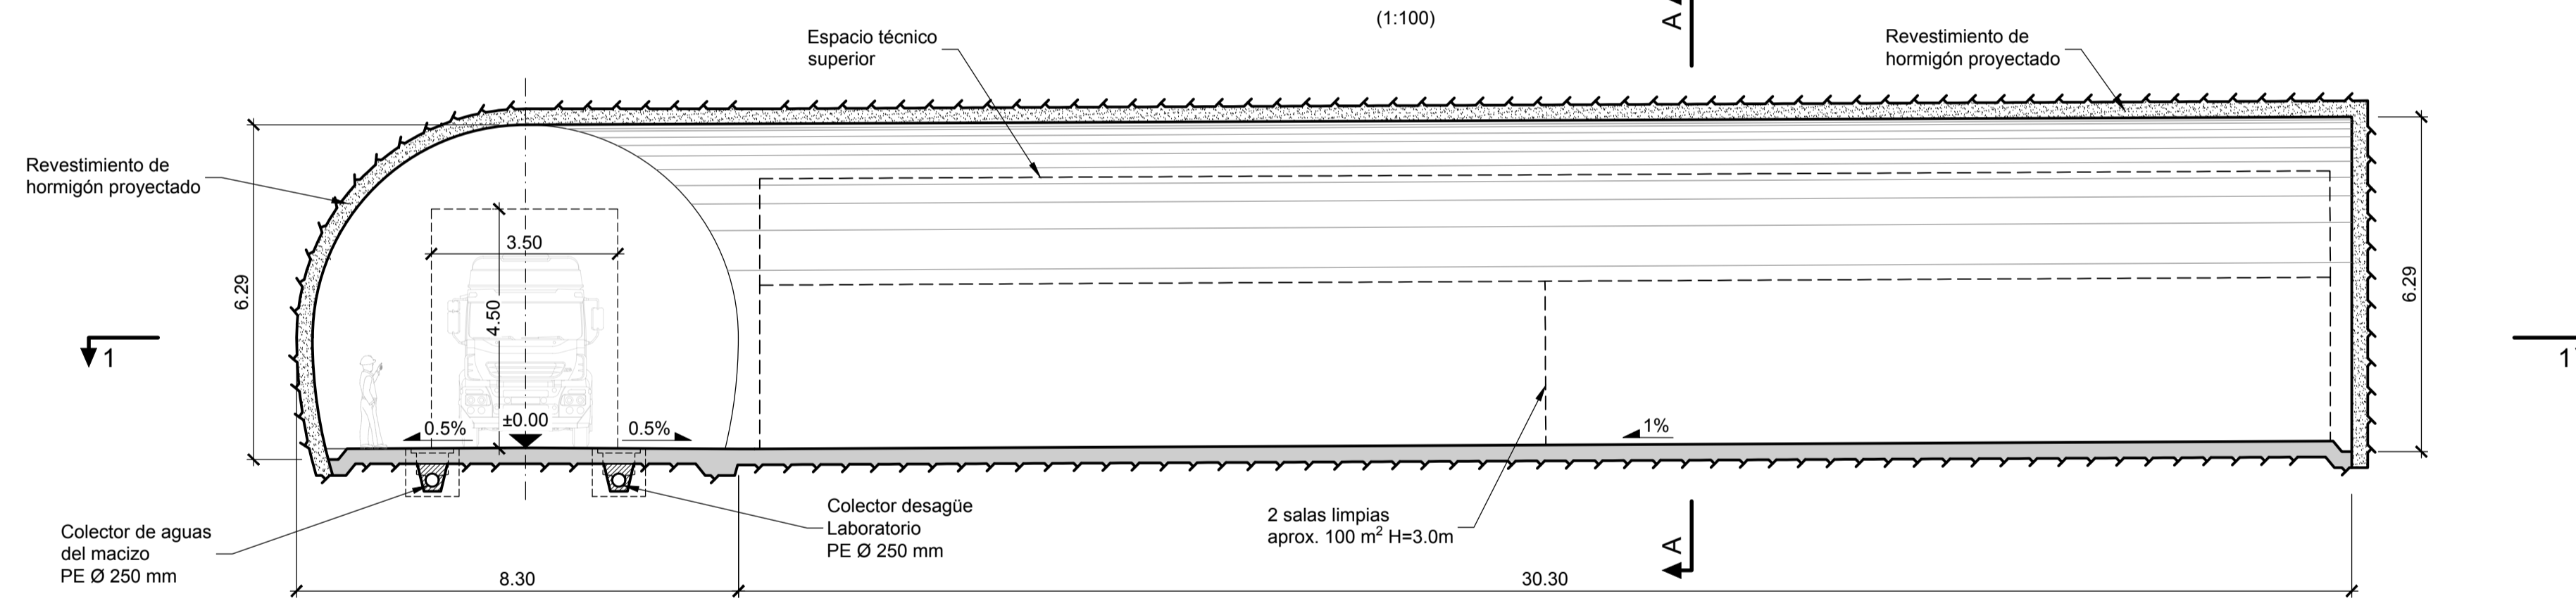 (1:100)
A
Espacio técnico
superior
Revestimiento de
hormigón proyectado
Revestimiento de
hormigón proyectado
3.50
6.29
4.50
6.29
1
1
0.5%
±0.00
0.5%
1%
Colector de aguas
del macizo
PE Ø 250 mm
Colector desagüe
Laboratorio
PE Ø 250 mm
2 salas limpias
aprox. 100 m² H=3.0m
A
8.30
30.30